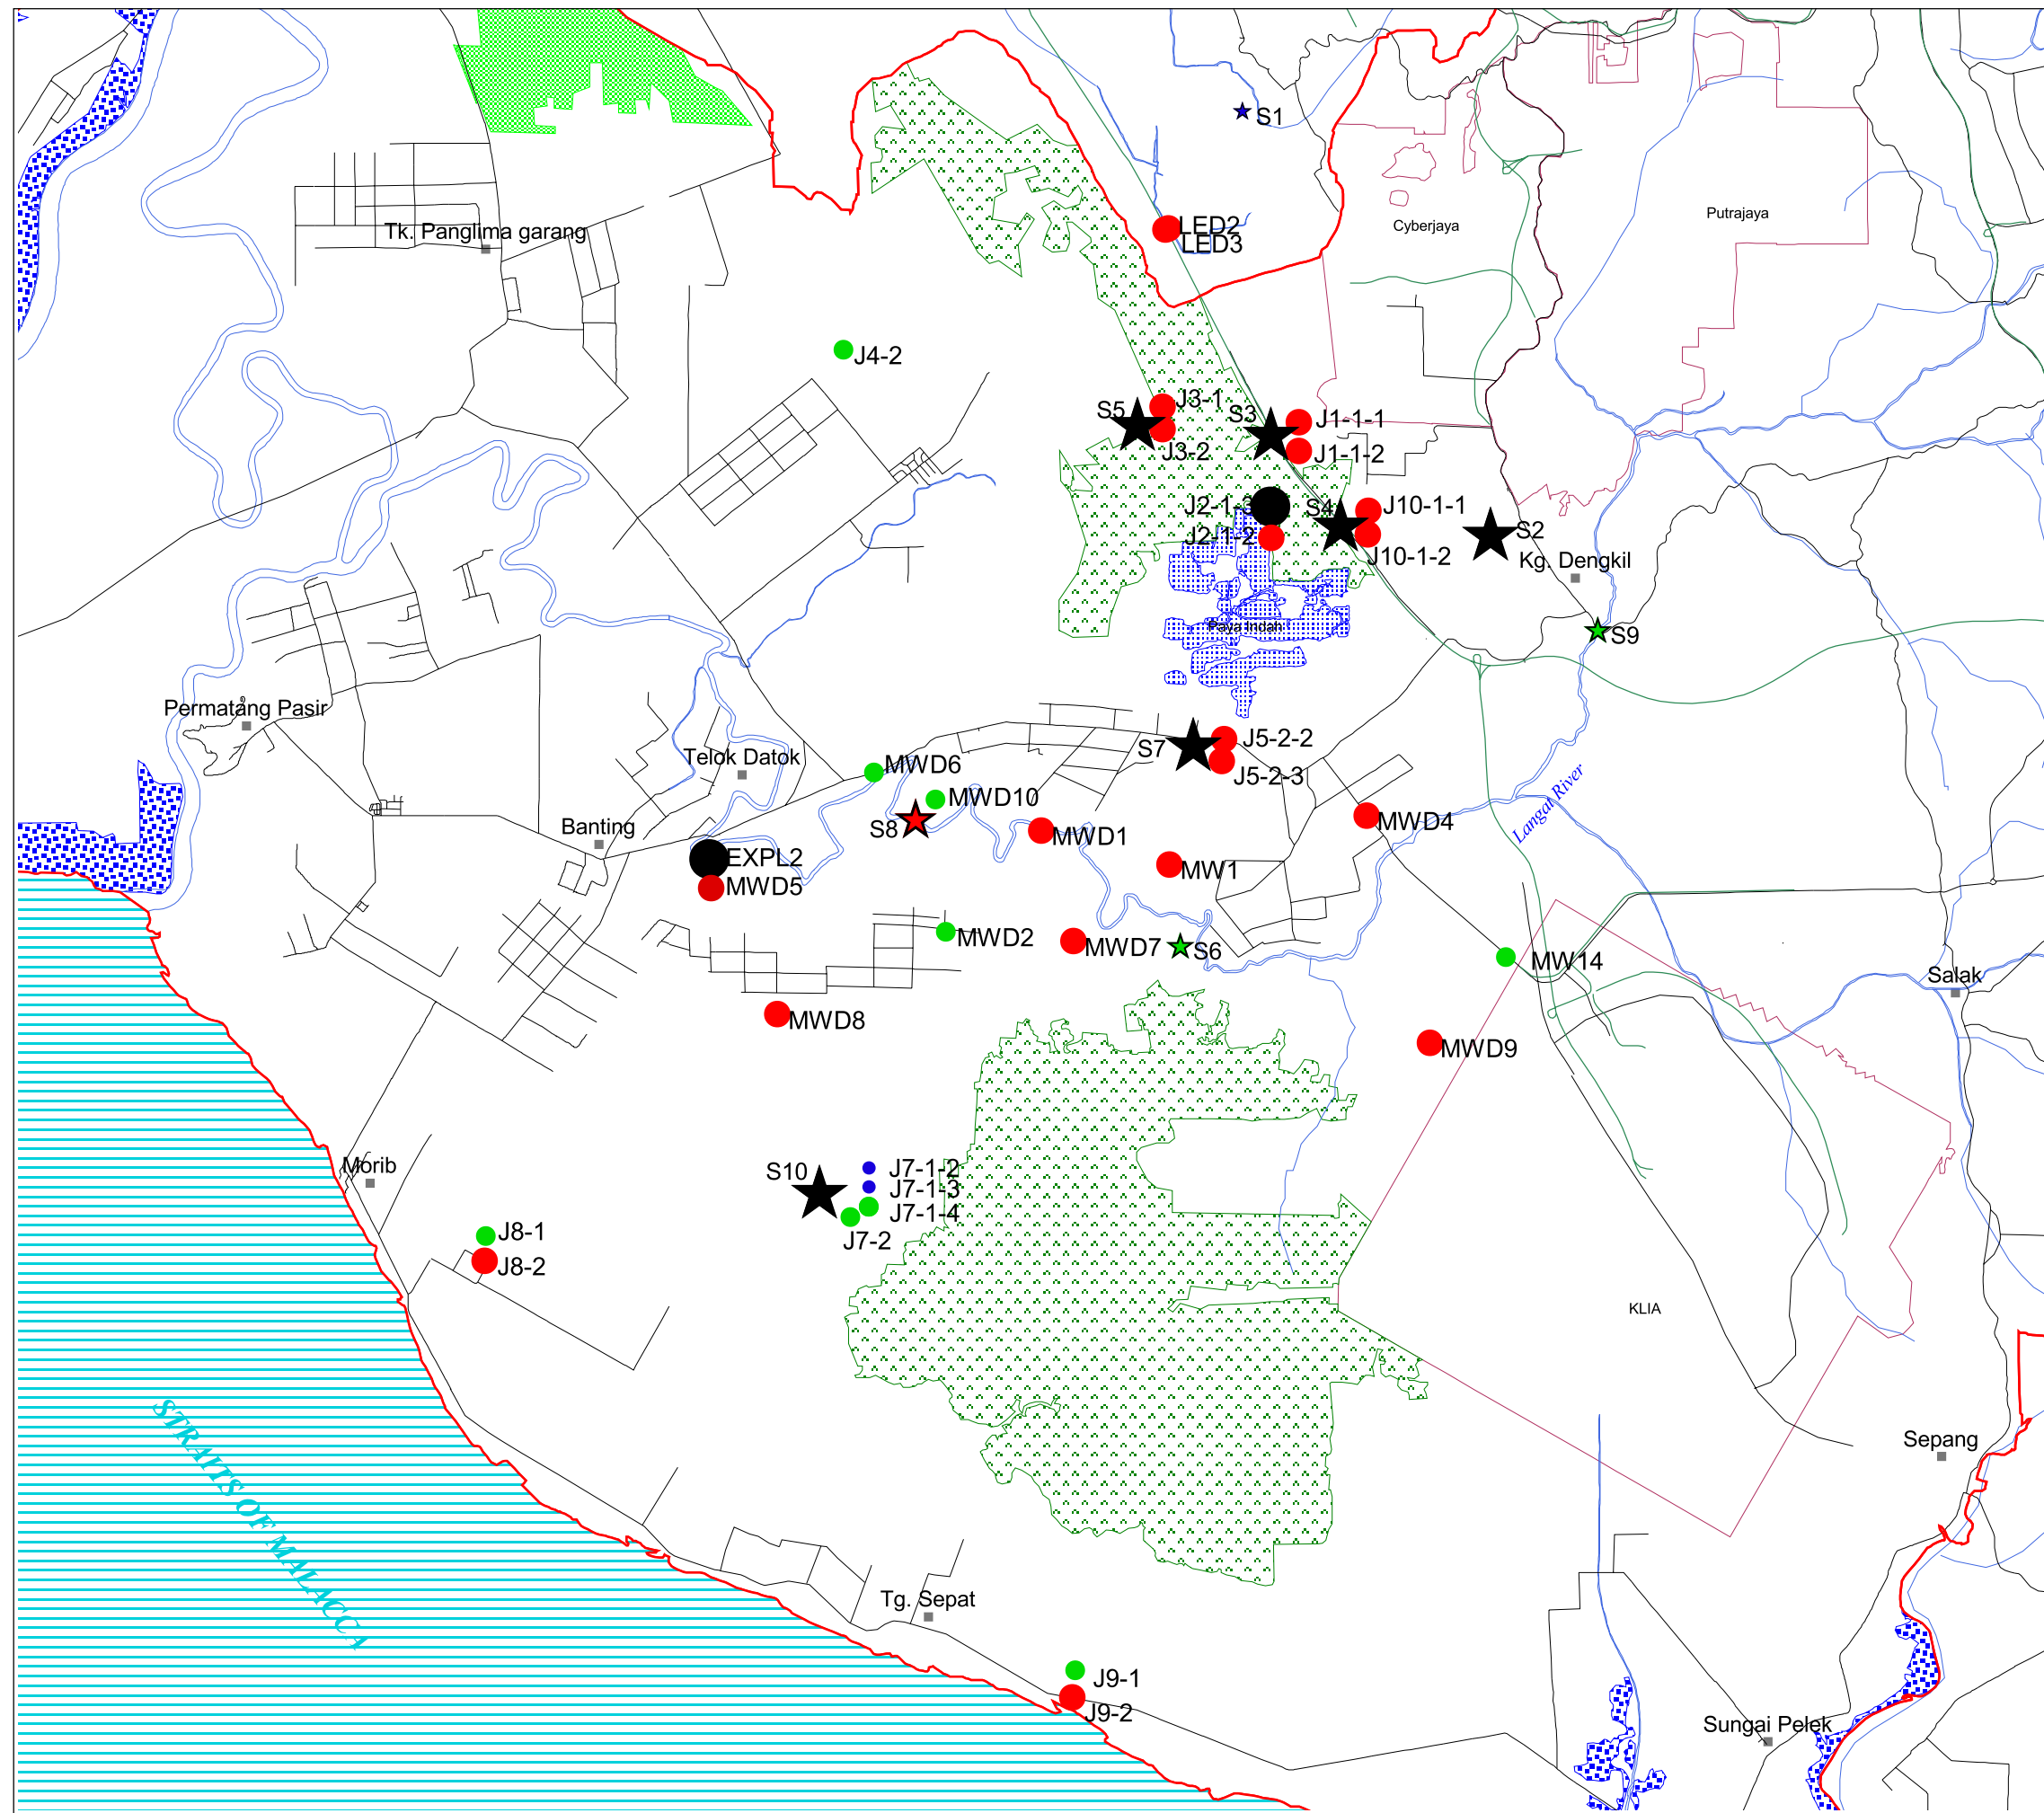 S1
Tk. Panglima garang
LED2
LED3
Cyberjaya
Putrajaya
J4-2
S5
J3-1
J3-2
S3
J1-1-1
J1-1-2
J2-1-3
J2-1-2
S4
J10-1-1
J10-1-2
S2
Kg. Dengkil
Paya Indah
S9
Permatang Pasir
Telok Datok
MWD6
MWD10
S7
J5-2-2
J5-2-3
Banting
S8
MWD1
MWD4
Langat River
EXPL2
MWD5
MW1
MWD2
MWD7
S6
MW14
Salak
MWD8
MWD9
Morib
S10
J7-1-2
J7-1-3
J7-1-4
J7-2
J8-1
J8-2
KLIA
STRAITS OF MALACCA
Sepang
Tg. Sepat
J9-1
J9-2
Sungai Pelek